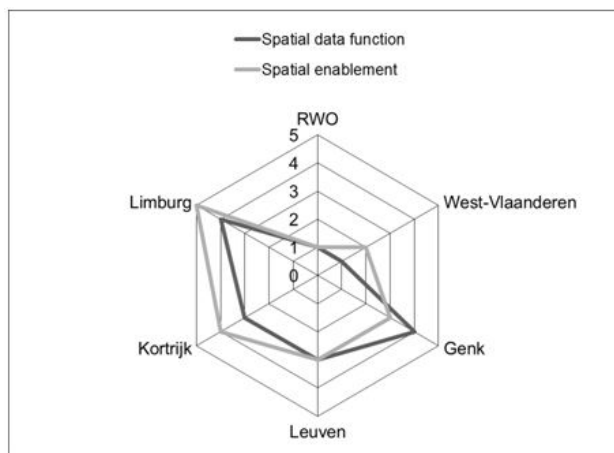 Spatial data function
Spatial enablement
RWO
5
4
3
2
1
0
Limburg
West-Vlaanderen
Kortrijk
Genk
Leuven